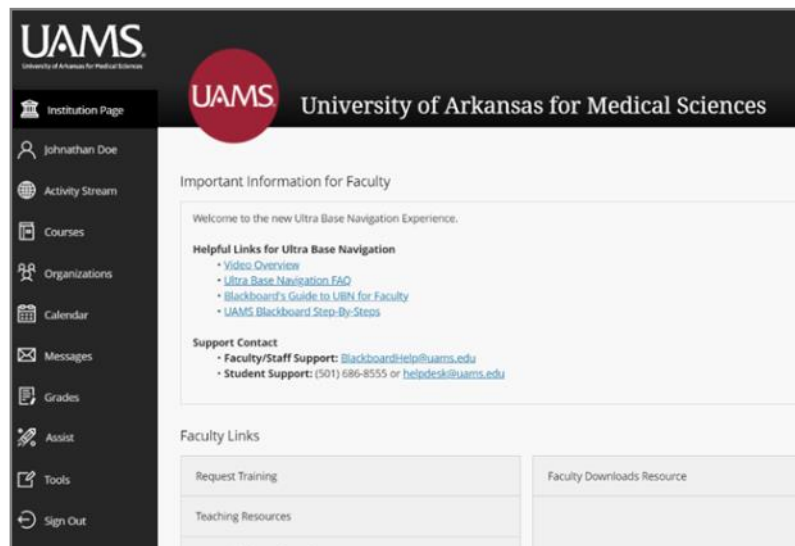 UAMS
University of Arkansas for Medical Sciences
Institution Page
Johnathan Doe
Activity Stream
Courses
Organizations
Calendar
Messages
Grades
Assist
Tools
Sign Out
UAMS
University of Arkansas for Medical Sciences
Important Information for Faculty
Welcome to the new Ultra Base Navigation Experience.
Helpful Links for Ultra Base Navigation
• Video Overview
• Ultra Base Navigation FAQ
• Blackboard's Guide to UBN for Faculty
• UAMS Blackboard Step-By-Steps
Support Contact
• Faculty/Staff Support: BlackboardHelp@uams.edu
• Student Support: (501) 686-8555 or helpdesk@uams.edu
Faculty Links
Request Training
Faculty Downloads Resource
Teaching Resources